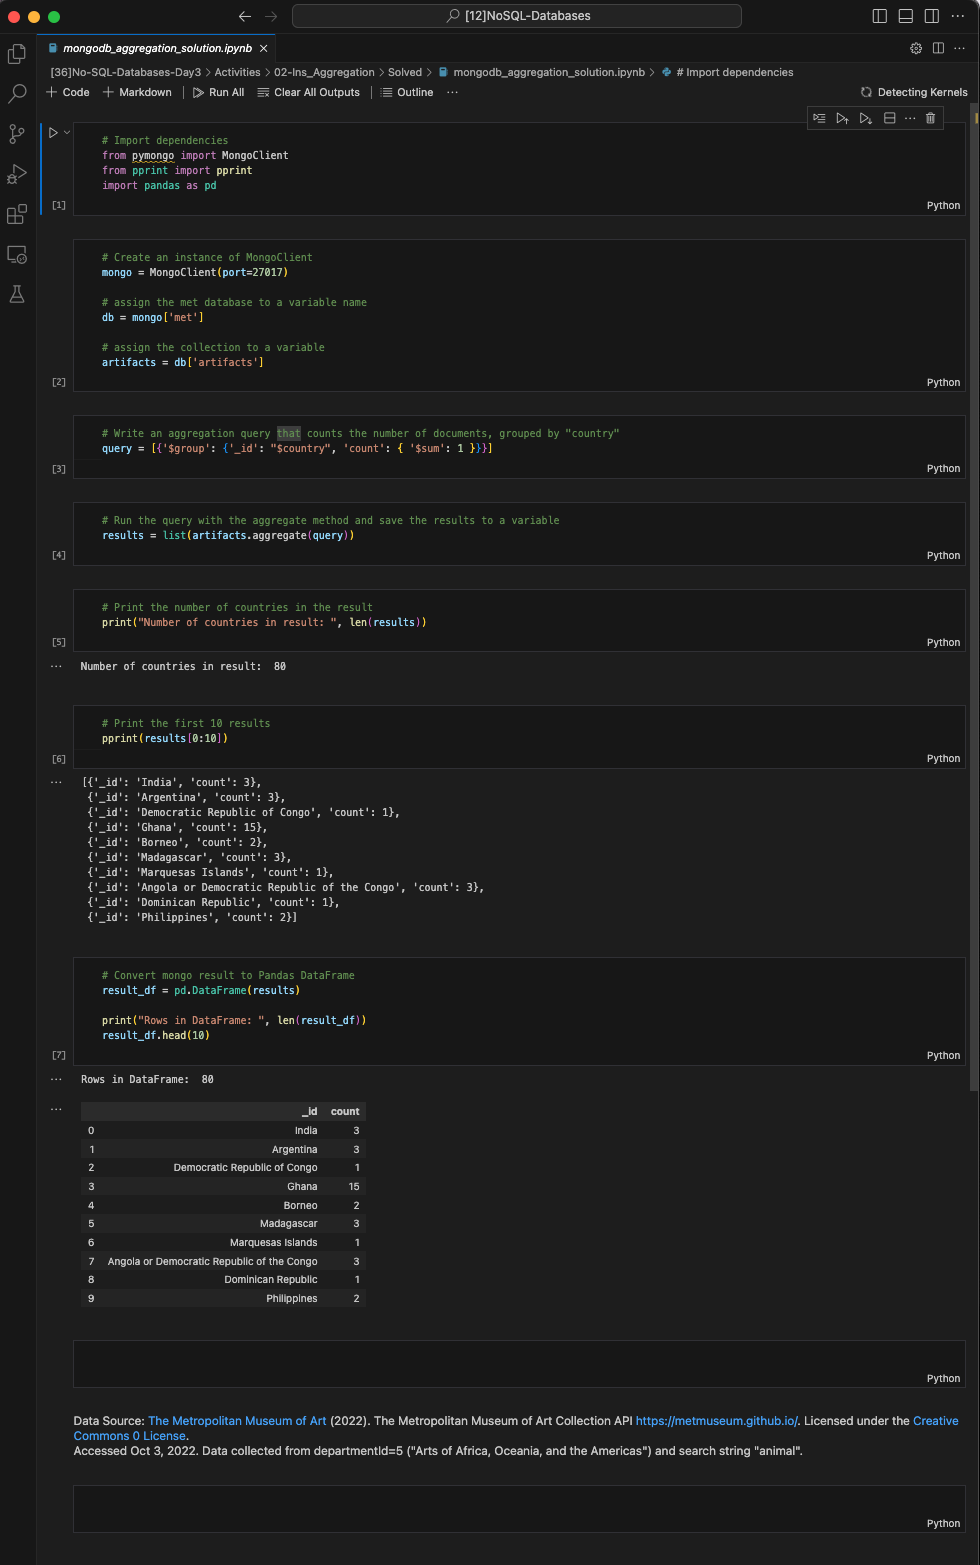 [12]NoSQL-Databases
mongodb_aggregation_solution.ipynb
[36]No-SQL-Databases-Day3 > Activities > 02-Ins_Aggregation > Solved > mongodb_aggregation_solution.ipynb > # Import dependencies
+ Code + Markdown | Run All Clear All Outputs | Outline ... Detecting Kernels
# Import dependencies
from pymongo import MongoClient
from pprint import pprint
import pandas as pd
[1] Python
# Create an instance of MongoClient
mongo = MongoClient(port=27017)
# assign the met database to a variable name
db = mongo['met']
# assign the collection to a variable
artifacts = db['artifacts']
[2] Python
# Write an aggregation query that counts the number of documents, grouped by "country"
query = [{'$group': {'_id': "$country", 'count': { '$sum': 1 }}}]
[3] Python
# Run the query with the aggregate method and save the results to a variable
results = list(artifacts.aggregate(query))
[4] Python
# Print the number of countries in the result
print("Number of countries in result: ", len(results))
[5] Python
... Number of countries in result:  80
# Print the first 10 results
pprint(results[0:10])
[6] Python
... [{'_id': 'India', 'count': 3},
{'_id': 'Argentina', 'count': 3},
{'_id': 'Democratic Republic of Congo', 'count': 1},
{'_id': 'Ghana', 'count': 15},
{'_id': 'Borneo', 'count': 2},
{'_id': 'Madagascar', 'count': 3},
{'_id': 'Marquesas Islands', 'count': 1},
{'_id': 'Angola or Democratic Republic of the Congo', 'count': 3},
{'_id': 'Dominican Republic', 'count': 1},
{'_id': 'Philippines', 'count': 2}]
# Convert mongo result to Pandas DataFrame
result_df = pd.DataFrame(results)
print("Rows in DataFrame: ", len(result_df))
result_df.head(10)
[7] Python
... Rows in DataFrame:  80
... _id count
0 India 3
1 Argentina 3
2 Democratic Republic of Congo 1
3 Ghana 15
4 Borneo 2
5 Madagascar 3
6 Marquesas Islands 1
7 Angola or Democratic Republic of the Congo 3
8 Dominican Republic 1
9 Philippines 2
Python
Data Source: The Metropolitan Museum of Art (2022). The Metropolitan Museum of Art Collection API https://metmuseum.github.io/. Licensed under the Creative
Commons 0 License.
Accessed Oct 3, 2022. Data collected from departmentId=5 ("Arts of Africa, Oceania, and the Americas") and search string "animal".
Python